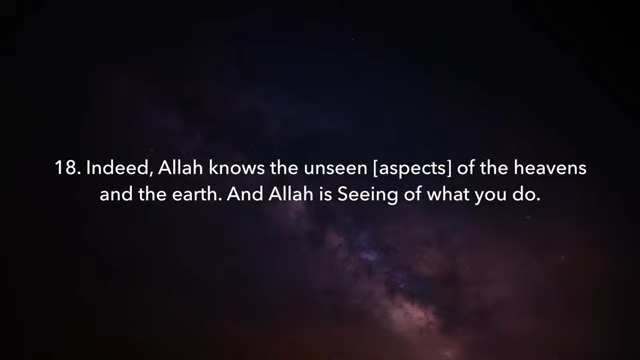 18. Indeed, Allah knows the unseen [aspects] of the heavens
and the earth. And Allah is Seeing of what you do.